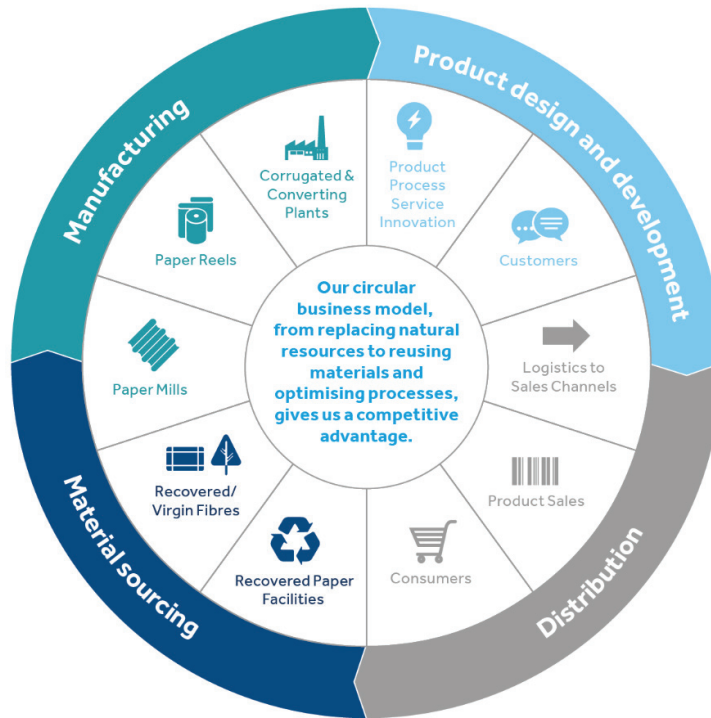 Manufacturing
Product design and development
Distribution
Material sourcing
Product
Process
Service
Innovation
Customers
Logistics to
Sales Channels
Product Sales
Consumers
Recovered Paper
Facilities
Recovered/
Virgin Fibres
Paper Mills
Paper Reels
Corrugated &
Converting
Plants
Our circular
business model,
from replacing natural
resources to reusing
materials and
optimising processes,
gives us a competitive
advantage.